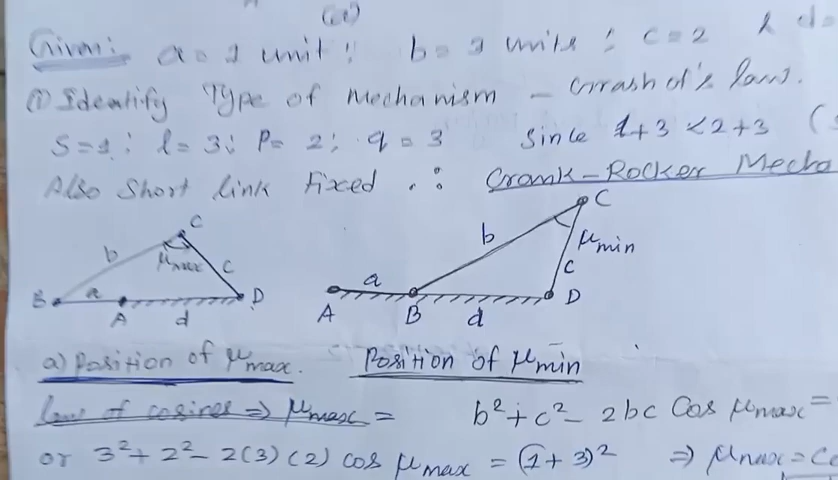 (a)
Given: a = 1 unit ; b = 3 units ; c = 2 & d=
(i) Identify Type of Mechanism - Grashof's law.
S=1; l = 3; P= 2; q = 3 Since 1+3 < 2+3 (
Also Short link Fixed ∴ Crank-Rocker Mecha
C
b
μmax
c
B
a
A
d
D
C
b
μmin
c
a
A
B
d
D
a) Position of μmax. Position of μmin
law of cosines ⇒ μmax = b²+c²- 2bc Cos μmax =
or 3²+ 2²- 2(3)(2) cos μmax = (1+3)² ⇒ μmax = Co